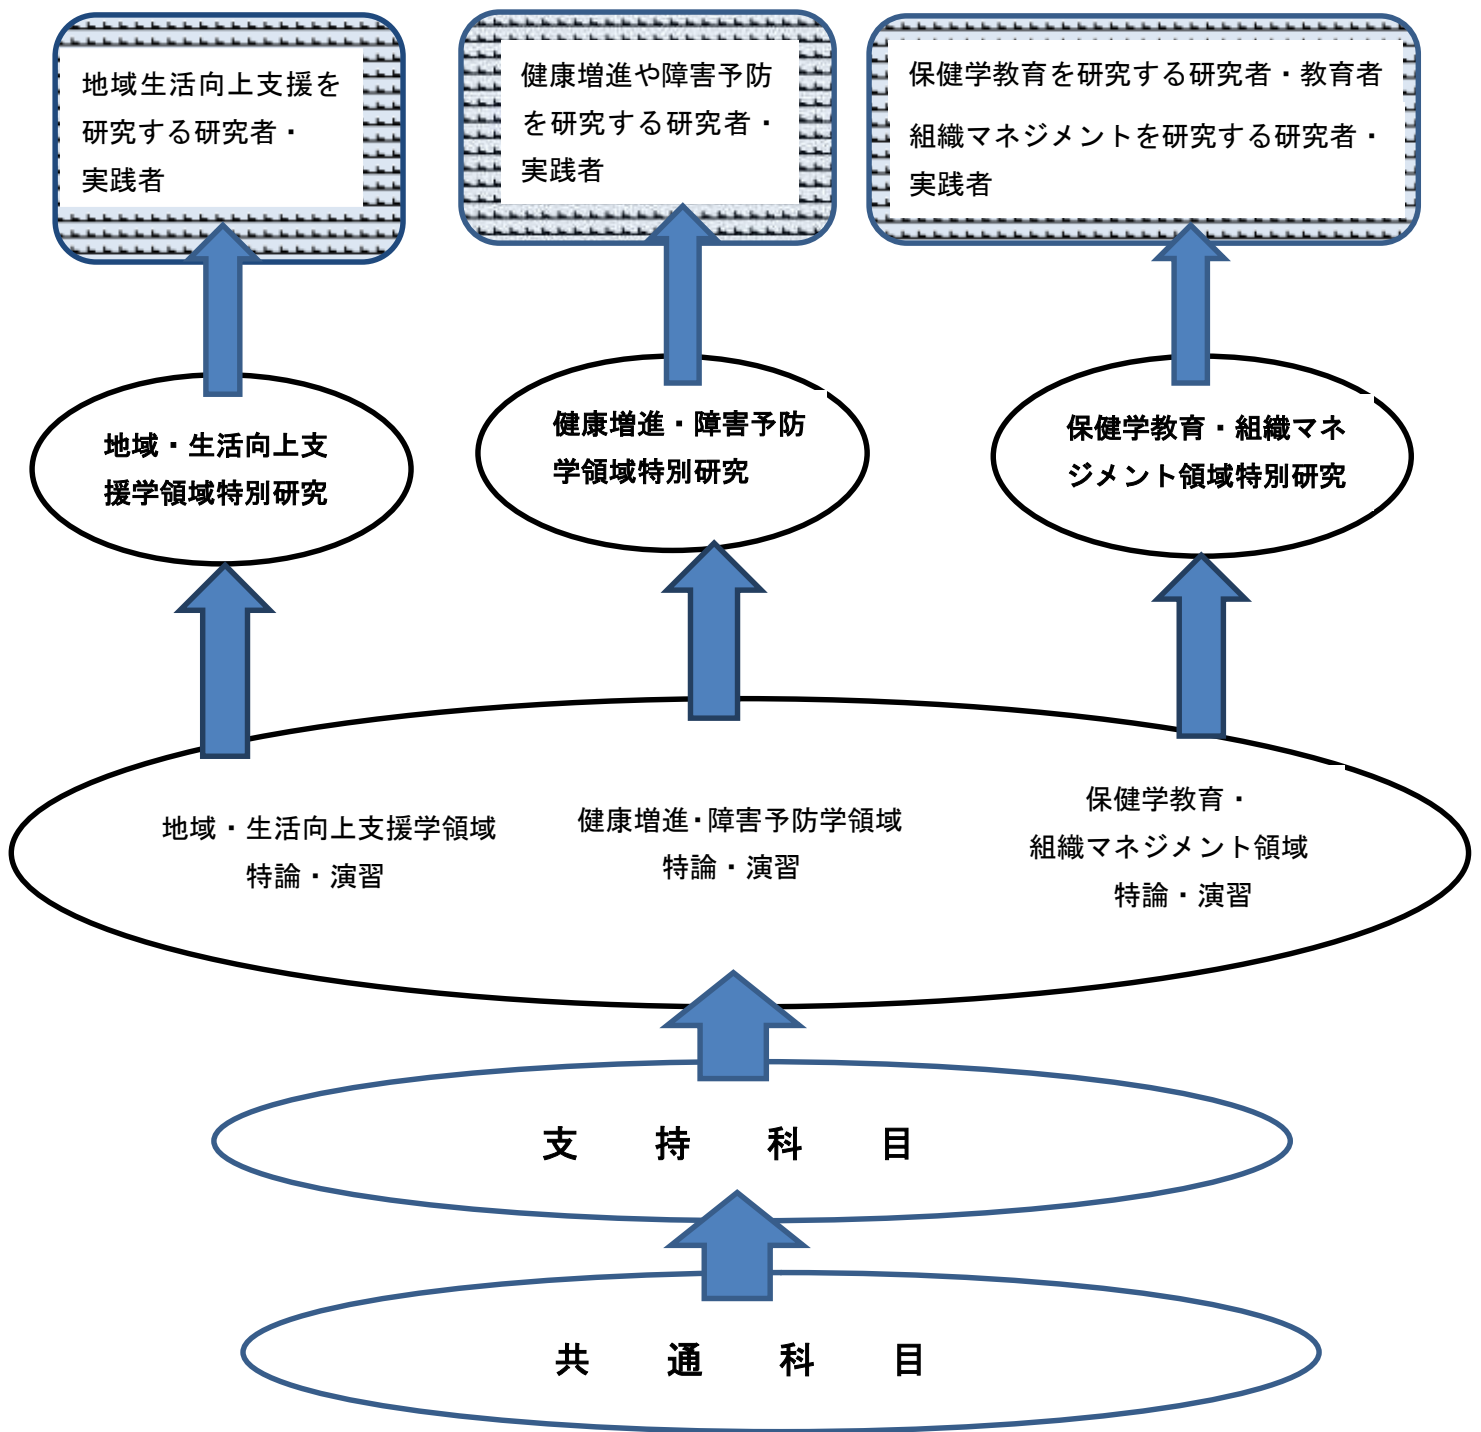 地域生活向上支援を
研究する研究者・
実践者
健康増進や障害予防
を研究する研究者・
実践者
保健学教育を研究する研究者・教育者
組織マネジメントを研究する研究者・
実践者
地域・生活向上支
援学領域特別研究
健康増進・障害予防
学領域特別研究
保健学教育・組織マネ
ジメント領域特別研究
地域・生活向上支援学領域
特論・演習
健康増進・障害予防学領域
特論・演習
保健学教育・
組織マネジメント領域
特論・演習
支　持　科　目
共　通　科　目